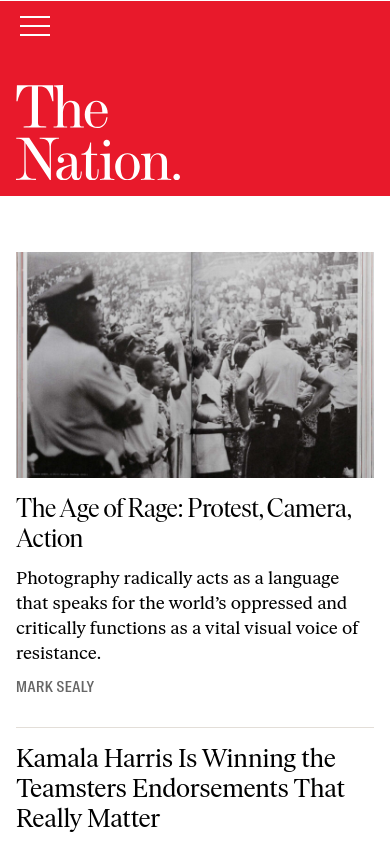 The
Nation.
The Age of Rage: Protest, Camera,
Action
Photography radically acts as a language
that speaks for the world’s oppressed and
critically functions as a vital visual voice of
resistance.
MARK SEALY
Kamala Harris Is Winning the
Teamsters Endorsements That
Really Matter